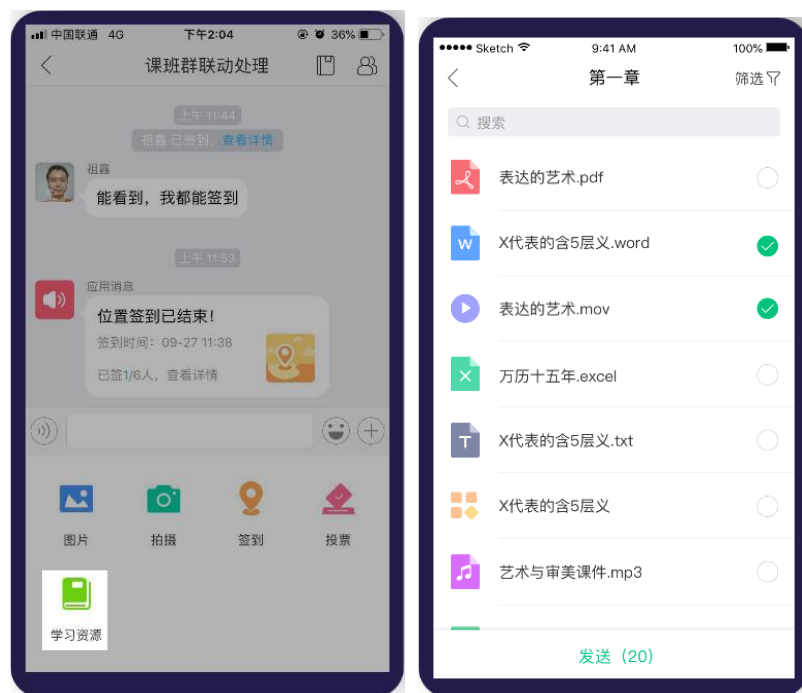 中国联通 4G 下午2:04 36%
课班群联动处理
上午 11:44
祖鑫 已签到，查看详情
祖鑫
能看到，我都能签到
上午 11:53
应用消息
位置签到已结束！
签到时间：09-27 11:38
已签1/6人，查看详情
图片 拍摄 签到 投票
学习资源
Sketch 9:41 AM 100%
第一章 筛选
搜索
表达的艺术.pdf
W X代表的含5层义.word
表达的艺术.mov
万历十五年.excel
T X代表的含5层义.txt
X代表的含5层义
艺术与审美课件.mp3
发送（20）